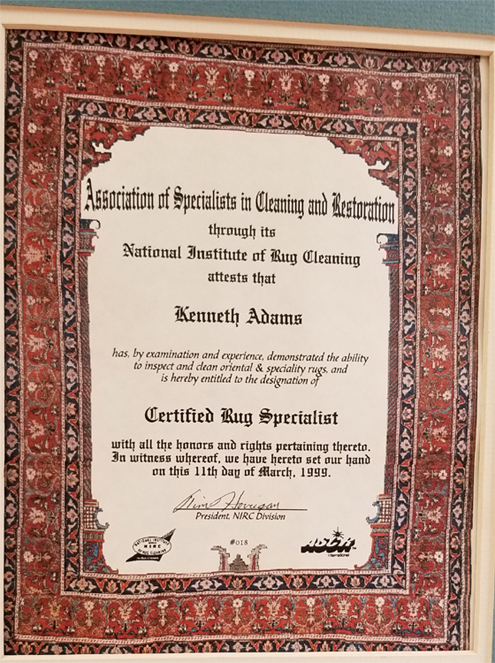 Association of Specialists in Cleaning and Restoration
through its
National Institute of Rug Cleaning
attests that
Kenneth Adams
has, by examination and experience, demonstrated the ability
to inspect and clean oriental & speciality rugs, and
is hereby entitled to the designation of
Certified Rug Specialist
with all the honors and rights pertaining thereto.
In witness whereof, we have hereto set our hand
on this 11th day of March, 1999.
President, NIRC Division
NIRC
#018
ASCR